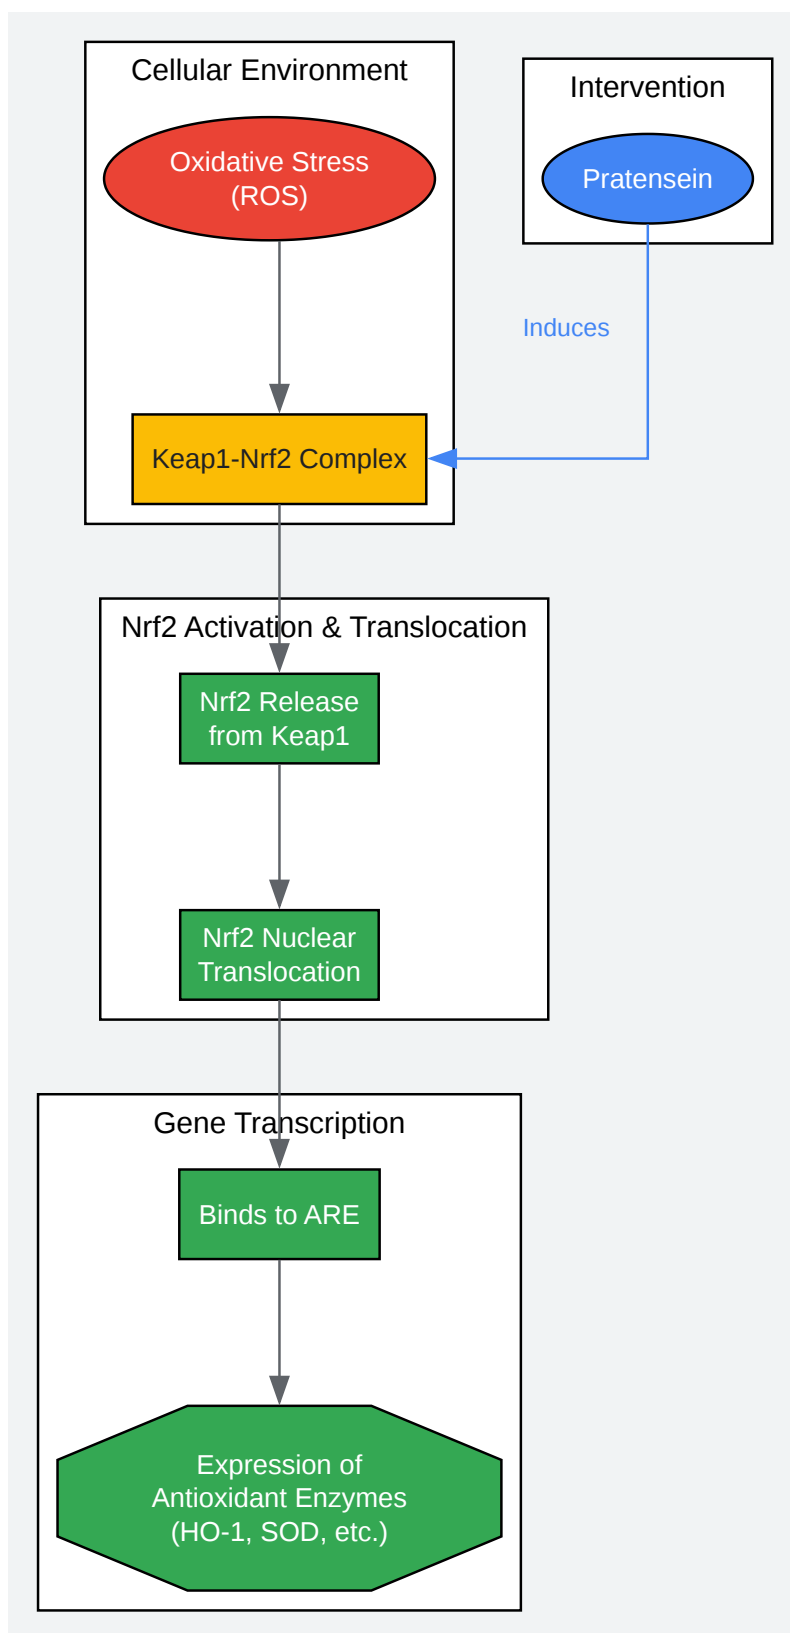 Cellular Environment
Oxidative Stress
(ROS)
Intervention
Pratensein
Induces
Keap1-Nrf2 Complex
Nrf2 Activation & Translocation
Nrf2 Release
from Keap1
Nrf2 Nuclear
Translocation
Gene Transcription
Binds to ARE
Expression of
Antioxidant Enzymes
(HO-1, SOD, etc.)